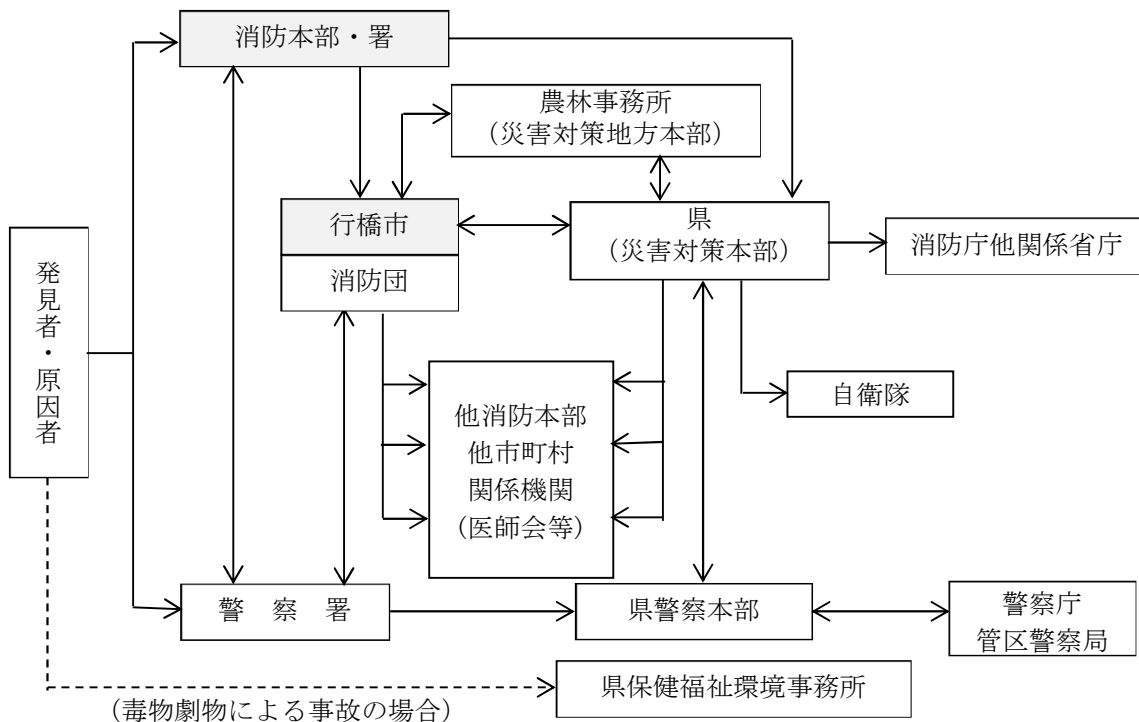 消防本部・署
農林事務所
（災害対策地方本部）
行橋市
消防団
県
（災害対策本部）
消防庁他関係省庁
発見者・原因者
自衛隊
他消防本部
他市町村
関係機関
（医師会等）
警 察 署
県警察本部
警察庁
管区警察局
県保健福祉環境事務所
（毒物劇物による事故の場合）